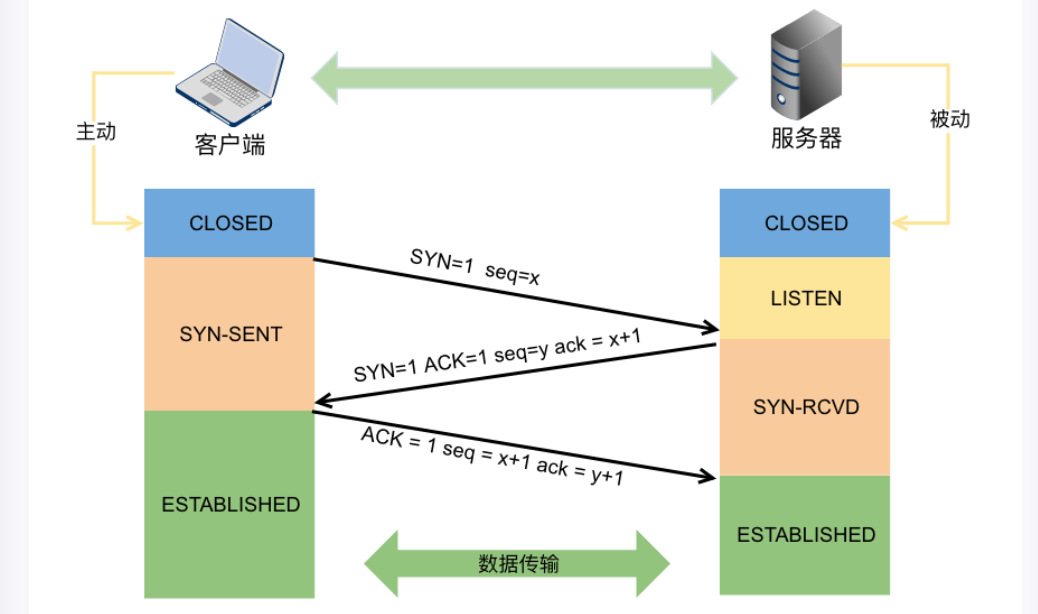 主动
客户端
服务器
被动
CLOSED
CLOSED
SYN=1 seq=x
LISTEN
SYN-SENT
SYN=1 ACK=1 seq=y ack = x+1
SYN-RCVD
ACK = 1 seq = x+1 ack = y+1
ESTABLISHED
ESTABLISHED
数据传输